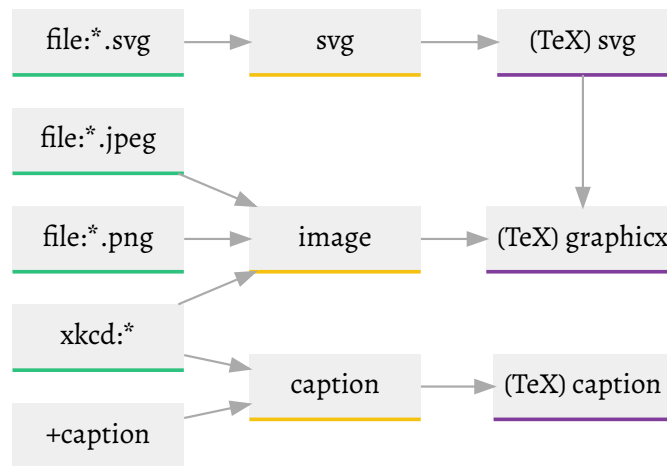 file:*.svg
svg
(TeX) svg
file:*.jpeg
file:*.png
image
(TeX) graphicx
xkcd:*
caption
(TeX) caption
+caption